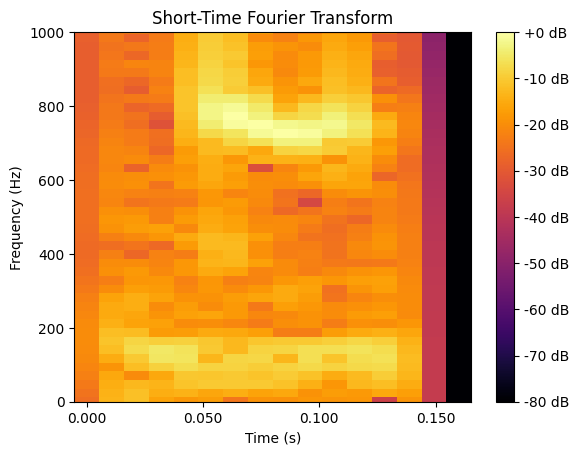 Short-Time Fourier Transform
1000
800
600
400
200
0
Frequency (Hz)
0.000
0.050
0.100
0.150
Time (s)
+0 dB
-10 dB
-20 dB
-30 dB
-40 dB
-50 dB
-60 dB
-70 dB
-80 dB